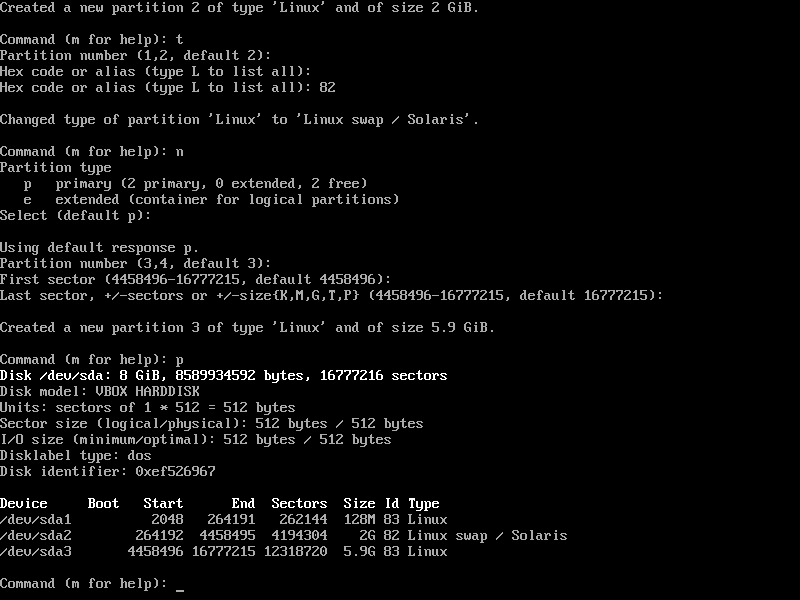 Created a new partition 2 of type 'Linux' and of size 2 GiB.
Command (m for help): t
Partition number (1,2, default 2):
Hex code or alias (type L to list all):
Hex code or alias (type L to list all): 82
Changed type of partition 'Linux' to 'Linux swap / Solaris'.
Command (m for help): n
Partition type
   p   primary (2 primary, 0 extended, 2 free)
   e   extended (container for logical partitions)
Select (default p):
Using default response p.
Partition number (3,4, default 3):
First sector (4458496-16777215, default 4458496):
Last sector, +/-sectors or +/-size{K,M,G,T,P} (4458496-16777215, default 16777215):
Created a new partition 3 of type 'Linux' and of size 5.9 GiB.
Command (m for help): p
Disk /dev/sda: 8 GiB, 8589934592 bytes, 16777216 sectors
Disk model: VBOX HARDDISK
Units: sectors of 1 * 512 = 512 bytes
Sector size (logical/physical): 512 bytes / 512 bytes
I/O size (minimum/optimal): 512 bytes / 512 bytes
Disklabel type: dos
Disk identifier: 0xef526967
Device     Boot   Start      End  Sectors  Size Id Type
/dev/sda1          2048   264191   262144  128M 83 Linux
/dev/sda2        264192  4458495  4194304    2G 82 Linux swap / Solaris
/dev/sda3       4458496 16777215 12318720  5.9G 83 Linux
Command (m for help): _